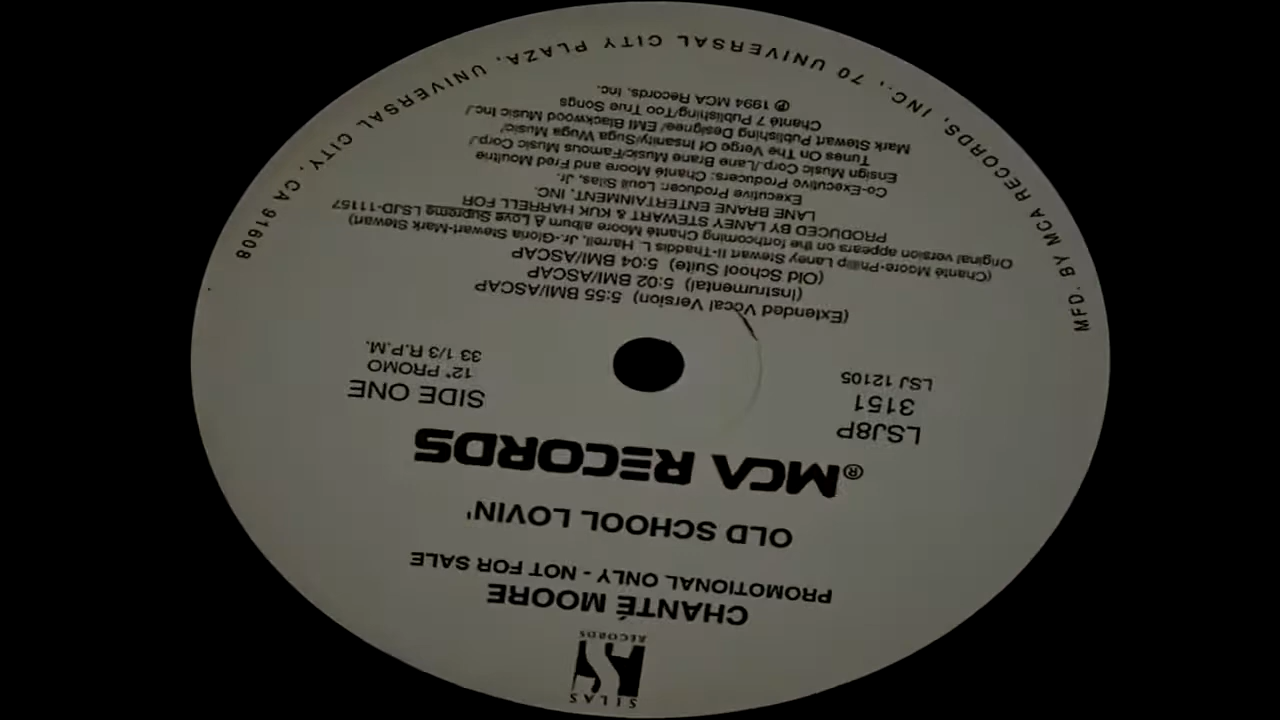 SILAS
RECORDS
CHANTÉ MOORE
PROMOTIONAL ONLY - NOT FOR SALE
OLD SCHOOL LOVIN'
MCA RECORDS®
LSJ8P
3151
LSJ 12105
SIDE ONE
12" PROMO
33 1/3 R.P.M.
(Extended Vocal Version) 5:55 BMI/ASCAP
(Instrumental) 5:02 BMI/ASCAP
(Old School Suite) 5:04 BMI/ASCAP
(Chanté Moore-Phillip Laney Stewart II-Thaddis L. Harrell, Jr.-Gloria Stewart-Mark Stewart)
Original version appears on the forthcoming Chanté Moore album A Love Supreme LSJD-11157
PRODUCED BY LANEY STEWART & KUK HARRELL FOR
LANE BRANE ENTERTAINMENT, INC.
Executive Producer: Louil Silas, Jr.
Co-Executive Producers: Chanté Moore and Fred Moultrie
Ensign Music Corp./Lane Brane Music/Famous Music Corp./
Tunes On The Verge Of Insanity/Suga Wuga Music/
Mark Stewart Publishing Designee/ EMI Blackwood Music Inc./
Chanté 7 Publishing/Too True Songs
℗ 1994 MCA Records, Inc.
MFD. BY MCA RECORDS, INC., 70 UNIVERSAL CITY PLAZA, UNIVERSAL CITY, CA 91608